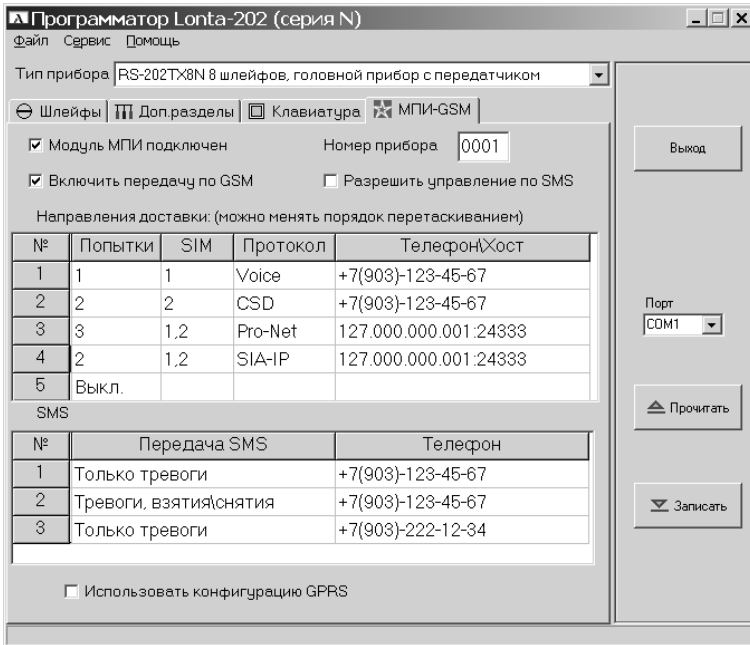 Программатор Lonta-202 (серия N)
Файл Сервис Помощь
Тип прибора RS-202TX8N 8 шлейфов, головной прибор с передатчиком
Шлейфы Доп.разделы Клавиатура МПИ-GSM
Модуль МПИ подключен Номер прибора 0001
Выход
Включить передачу по GSM Разрешить управление по SMS
Направления доставки: (можно менять порядок перетаскиванием)
№ Попытки SIM Протокол Телефон\Хост
1 1 1 Voice +7(903)-123-45-67
2 2 2 CSD +7(903)-123-45-67
3 3 1,2 Pro-Net 127.000.000.001:24333
4 2 1,2 SIA-IP 127.000.000.001:24333
5 Выкл.
Порт
COM1
Прочитать
SMS
№ Передача SMS Телефон
1 Только тревоги +7(903)-123-45-67
2 Тревоги, взятия\снятия +7(903)-123-45-67
3 Только тревоги +7(903)-222-12-34
Записать
Использовать конфигурацию GPRS